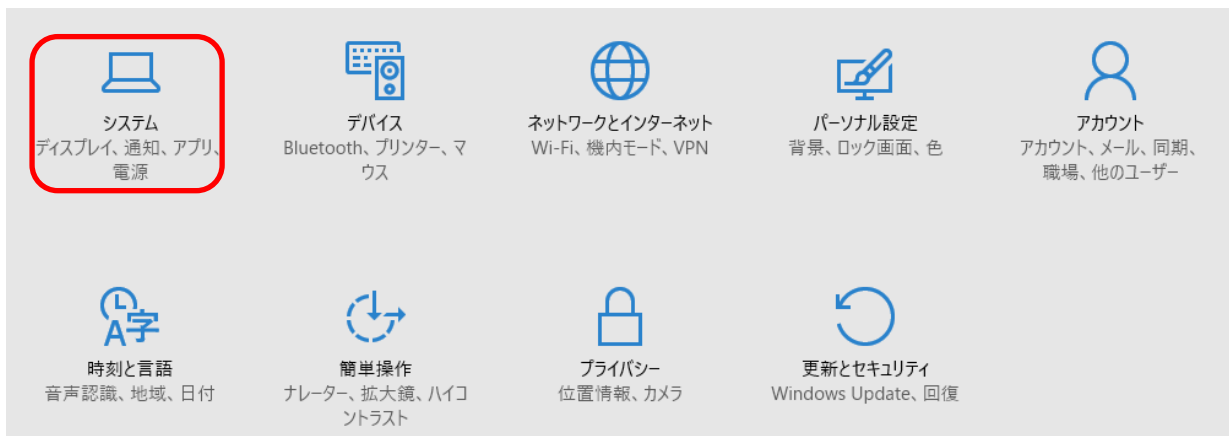 システム
ディスプレイ、通知、アプリ、
電源
デバイス
Bluetooth、プリンター、マ
ウス
ネットワークとインターネット
Wi-Fi、機内モード、VPN
パーソナル設定
背景、ロック画面、色
アカウント
アカウント、メール、同期、
職場、他のユーザー
A字
時刻と言語
音声認識、地域、日付
簡単操作
ナレーター、拡大鏡、ハイコ
ントラスト
プライバシー
位置情報、カメラ
更新とセキュリティ
Windows Update、回復